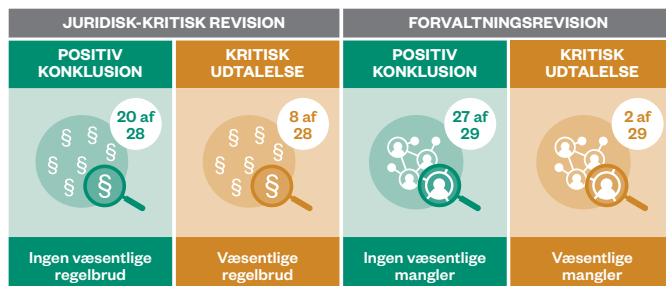 JURIDISK-KRITISK REVISION
FORVALTNINGSREVISION
POSITIV
KONKLUSION
KRITISK
UDTALELSE
POSITIV
KONKLUSION
KRITISK
UDTALELSE
20 af
28
§ § § § § § § §
8 af
28
§ § § § § § § §
27 af
29
2 af
29
Ingen væsentlige
regelbrud
Væsentlige
regelbrud
Ingen væsentlige
mangler
Væsentlige
mangler